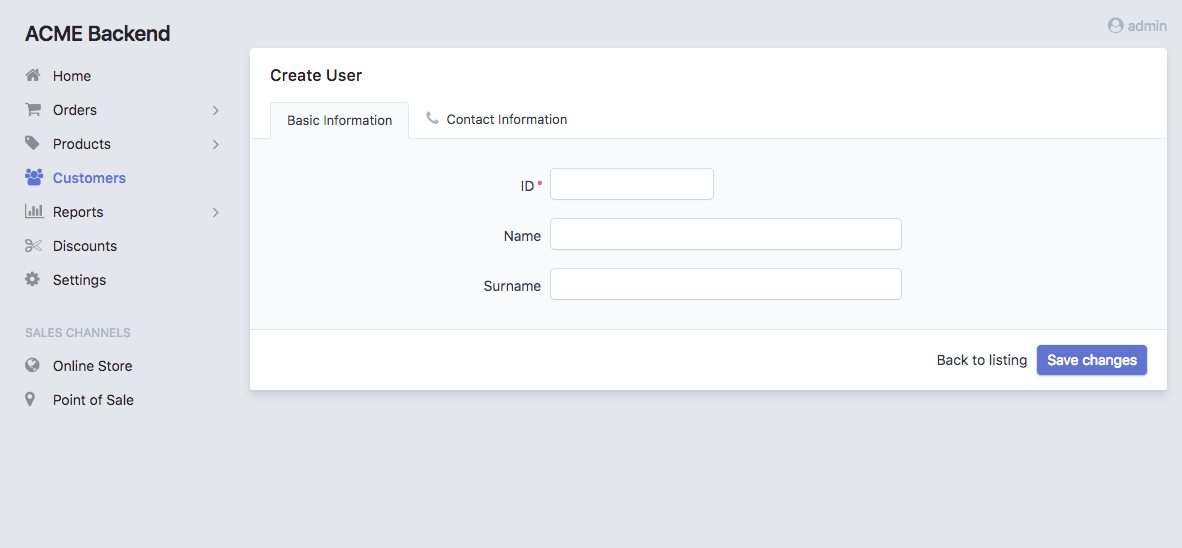 ACME Backend
admin
Home
Orders
Products
Customers
Reports
Discounts
Settings
SALES CHANNELS
Online Store
Point of Sale
Create User
Basic Information
Contact Information
ID *
Name
Surname
Back to listing
Save changes